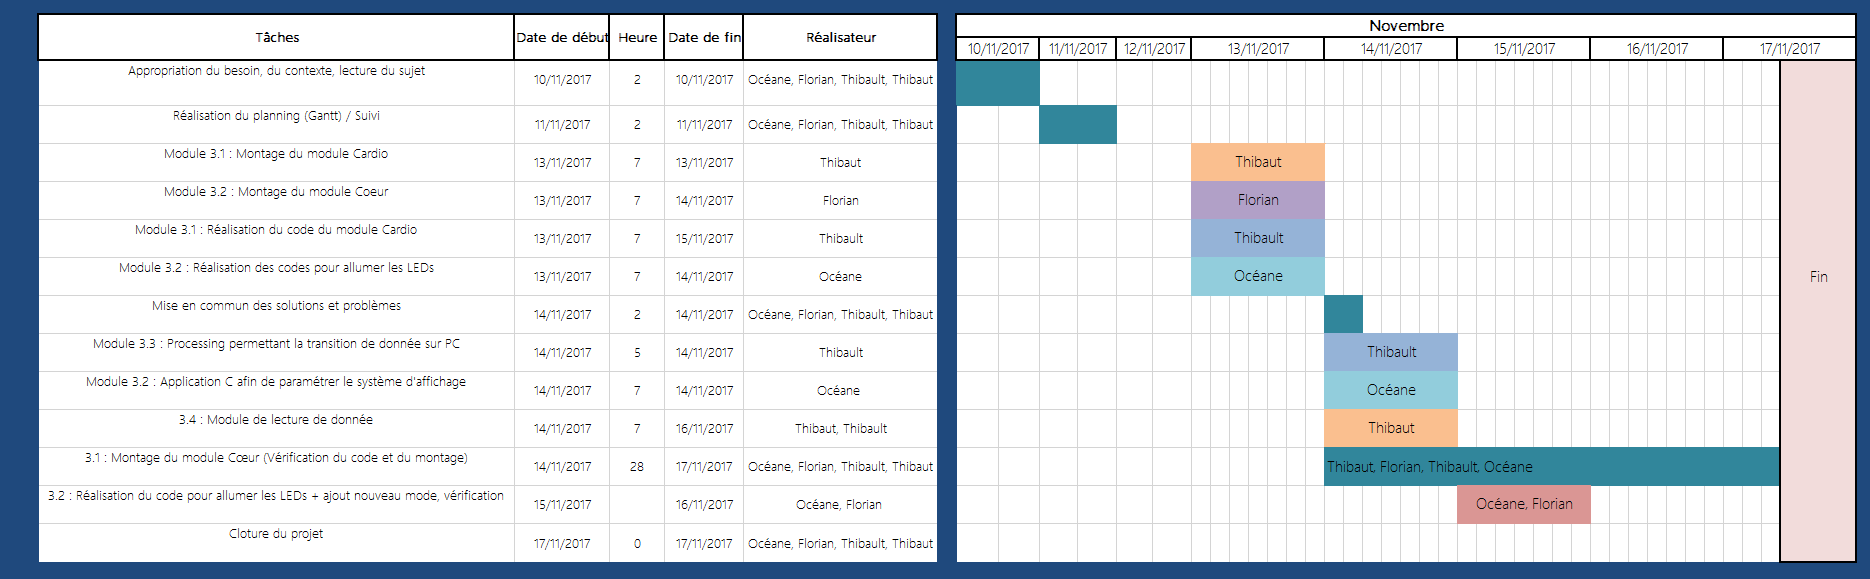 Tâches Date de début Heure Date de fin Réalisateur
Appropriation du besoin, du contexte, lecture du sujet 10/11/2017 2 10/11/2017 Océane, Florian, Thibault, Thibaut
Réalisation du planning (Gantt) / Suivi 11/11/2017 2 11/11/2017 Océane, Florian, Thibault, Thibaut
Module 3.1 : Montage du module Cardio 13/11/2017 7 13/11/2017 Thibaut
Module 3.2 : Montage du module Coeur 13/11/2017 7 14/11/2017 Florian
Module 3.1 : Réalisation du code du module Cardio 13/11/2017 7 15/11/2017 Thibault
Module 3.2 : Réalisation des codes pour allumer les LEDs 13/11/2017 7 14/11/2017 Océane
Mise en commun des solutions et problèmes 14/11/2017 2 14/11/2017 Océane, Florian, Thibault, Thibaut
Module 3.3 : Processing permettant la transition de donnée sur PC 14/11/2017 5 14/11/2017 Thibault
Module 3.2 : Application C afin de paramétrer le système d'affichage 14/11/2017 7 14/11/2017 Océane
3.4 : Module de lecture de donnée 14/11/2017 7 16/11/2017 Thibaut, Thibault
3.1 : Montage du module Cœur (Vérification du code et du montage) 14/11/2017 28 17/11/2017 Océane, Florian, Thibault, Thibaut
3.2 : Réalisation du code pour allumer les LEDs + ajout nouveau mode, vérification 15/11/2017 16/11/2017 Océane, Florian
Cloture du projet 17/11/2017 0 17/11/2017 Océane, Florian, Thibault, Thibaut
Novembre
10/11/2017 11/11/2017 12/11/2017 13/11/2017 14/11/2017 15/11/2017 16/11/2017 17/11/2017
Thibaut
Florian
Thibault
Océane
Fin
Thibault
Océane
Thibaut
Thibaut, Florian, Thibault, Océane
Océane, Florian